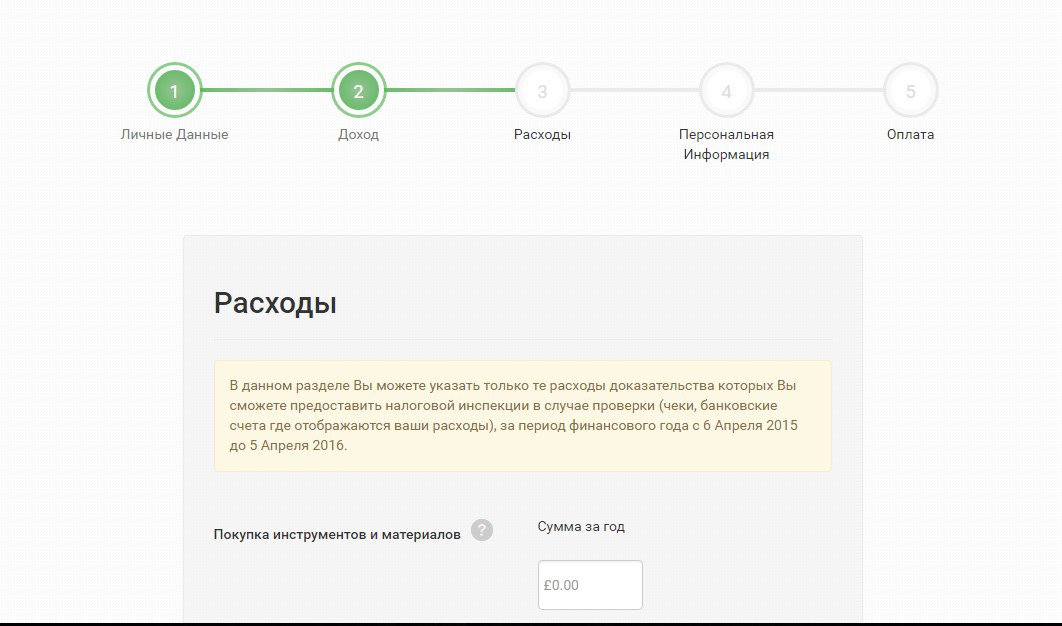 1
2
3
4
5
Личные Данные
Доход
Расходы
Персональная
Информация
Оплата
Расходы
В данном разделе Вы можете указать только те расходы доказательства которых Вы
сможете предоставить налоговой инспекции в случае проверки (чеки, банковские
счета где отображаются ваши расходы), за период финансового года с 6 Апреля 2015
до 5 Апреля 2016.
Покупка инструментов и материалов ?
Сумма за год
£0.00